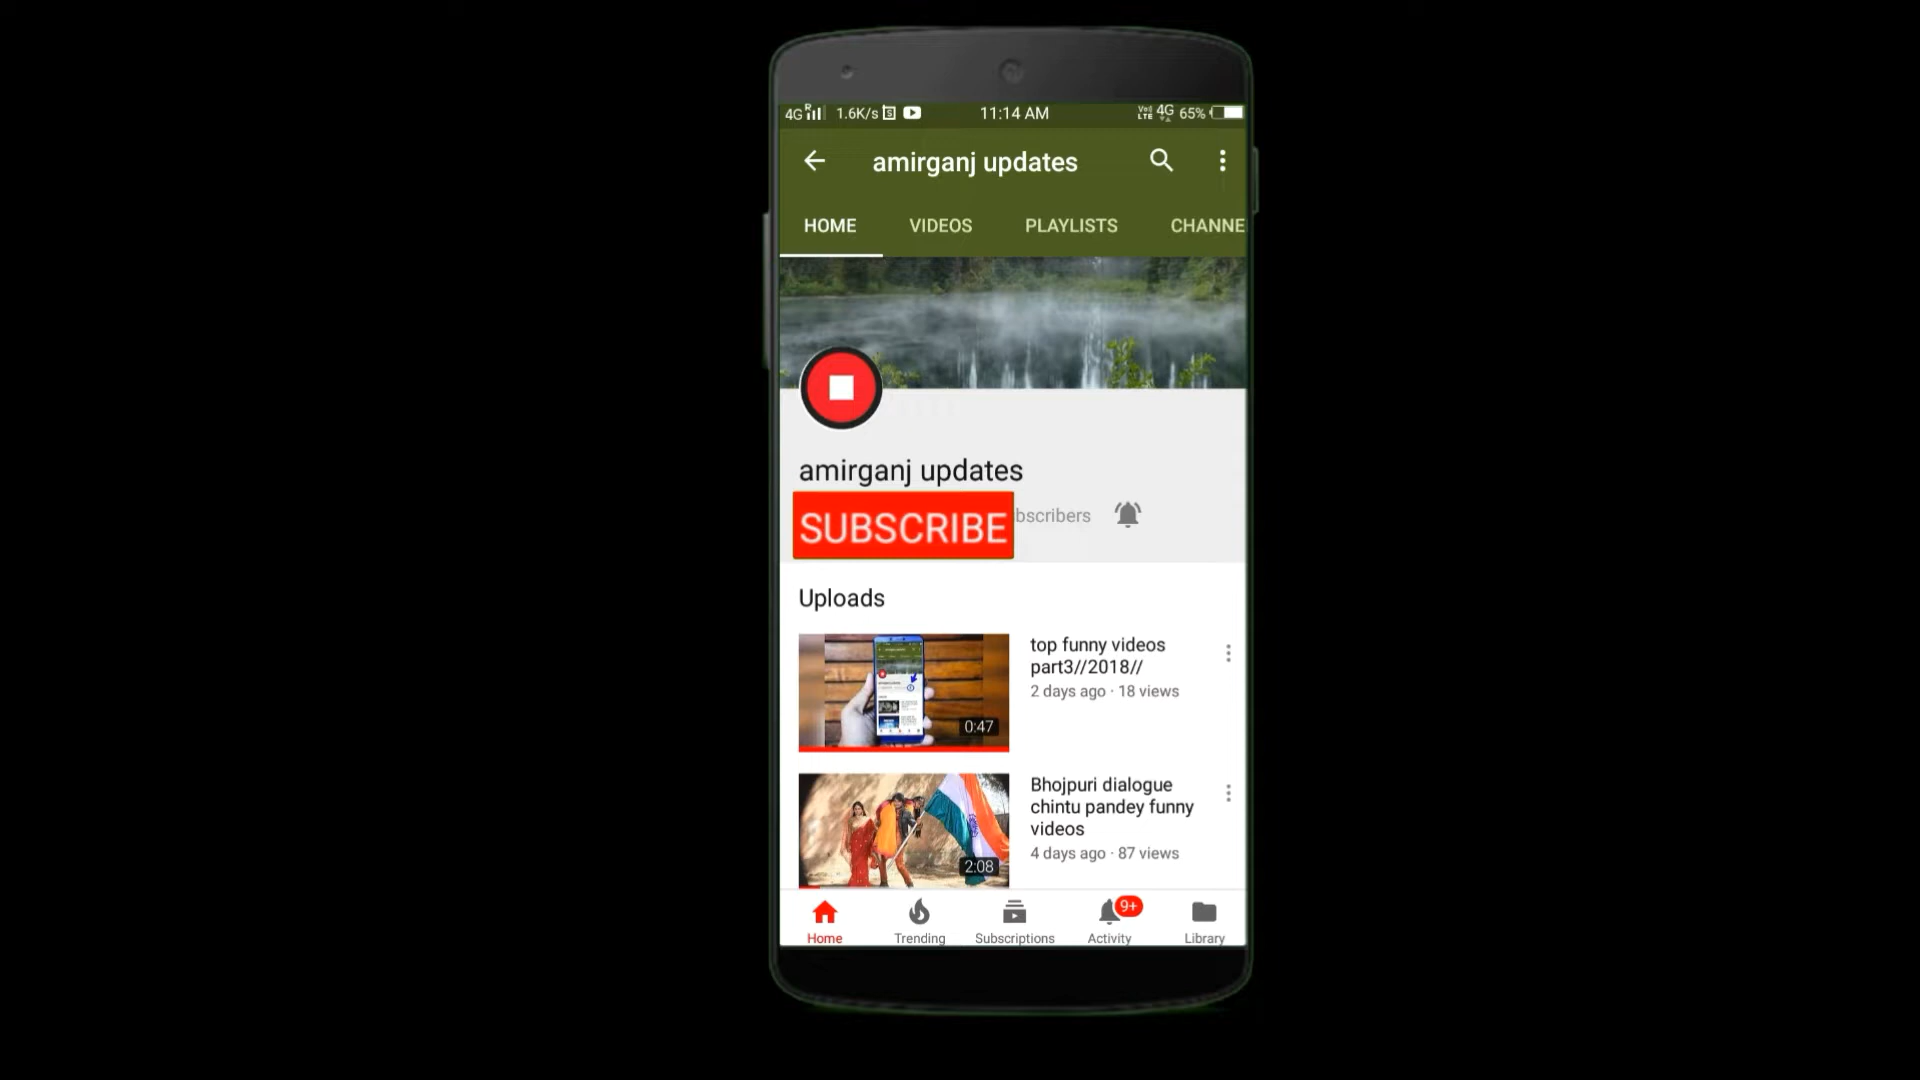 4G R 1.6K/s S 11:14 AM VoLTE 4G 65%
amirganj updates
HOME VIDEOS PLAYLISTS CHANNE
amirganj updates
SUBSCRIBE bscribers
Uploads
top funny videos
part3//2018//
2 days ago · 18 views
0:47
Bhojpuri dialogue
chintu pandey funny
videos
4 days ago · 87 views
2:08
9+
Home Trending Subscriptions Activity Library